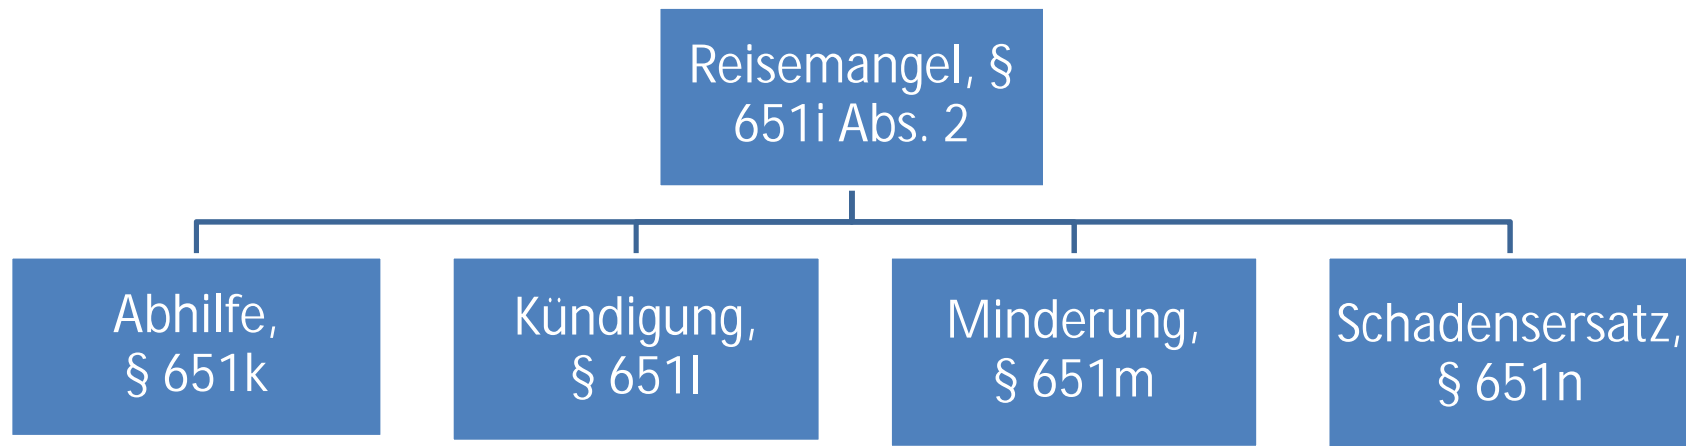 Reisemangel, §
651i Abs. 2
Abhilfe,
§ 651k
Kündigung,
§ 651l
Minderung,
§ 651m
Schadensersatz,
§ 651n